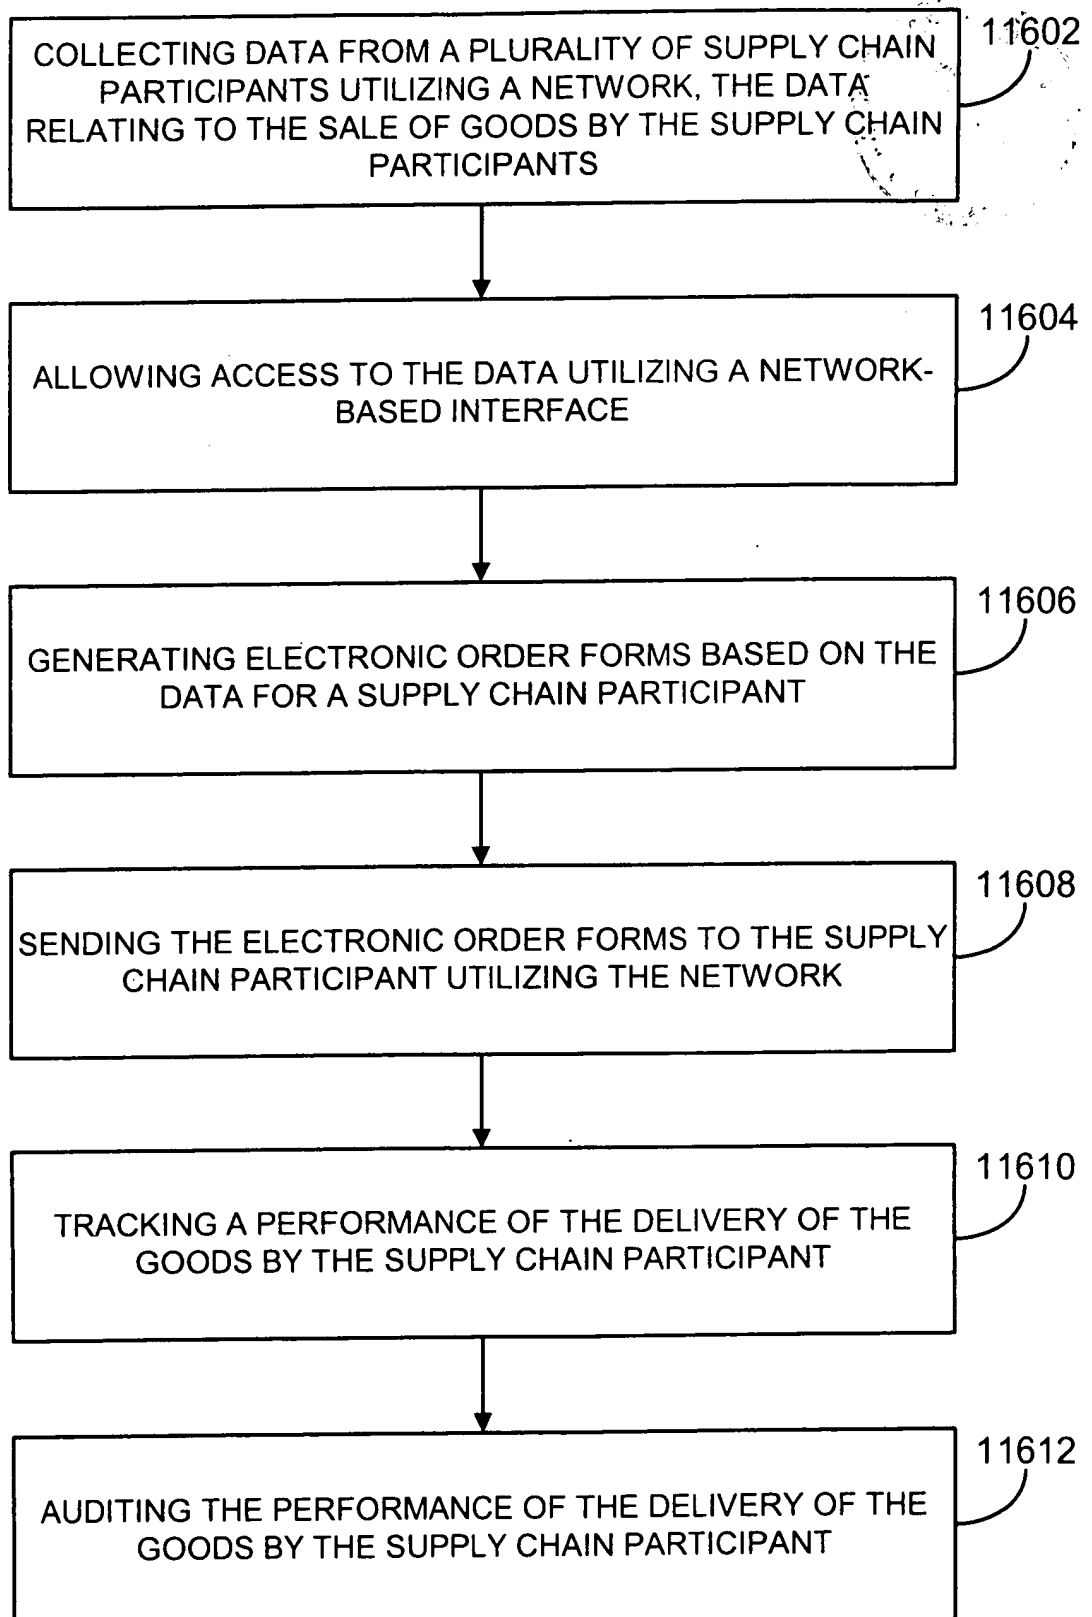 COLLECTING DATA FROM A PLURALITY OF SUPPLY CHAIN
PARTICIPANTS UTILIZING A NETWORK, THE DATA
RELATING TO THE SALE OF GOODS BY THE SUPPLY CHAIN
PARTICIPANTS
11602
ALLOWING ACCESS TO THE DATA UTILIZING A NETWORK-
BASED INTERFACE
11604
GENERATING ELECTRONIC ORDER FORMS BASED ON THE
DATA FOR A SUPPLY CHAIN PARTICIPANT
11606
SENDING THE ELECTRONIC ORDER FORMS TO THE SUPPLY
CHAIN PARTICIPANT UTILIZING THE NETWORK
11608
TRACKING A PERFORMANCE OF THE DELIVERY OF THE
GOODS BY THE SUPPLY CHAIN PARTICIPANT
11610
AUDITING THE PERFORMANCE OF THE DELIVERY OF THE
GOODS BY THE SUPPLY CHAIN PARTICIPANT
11612